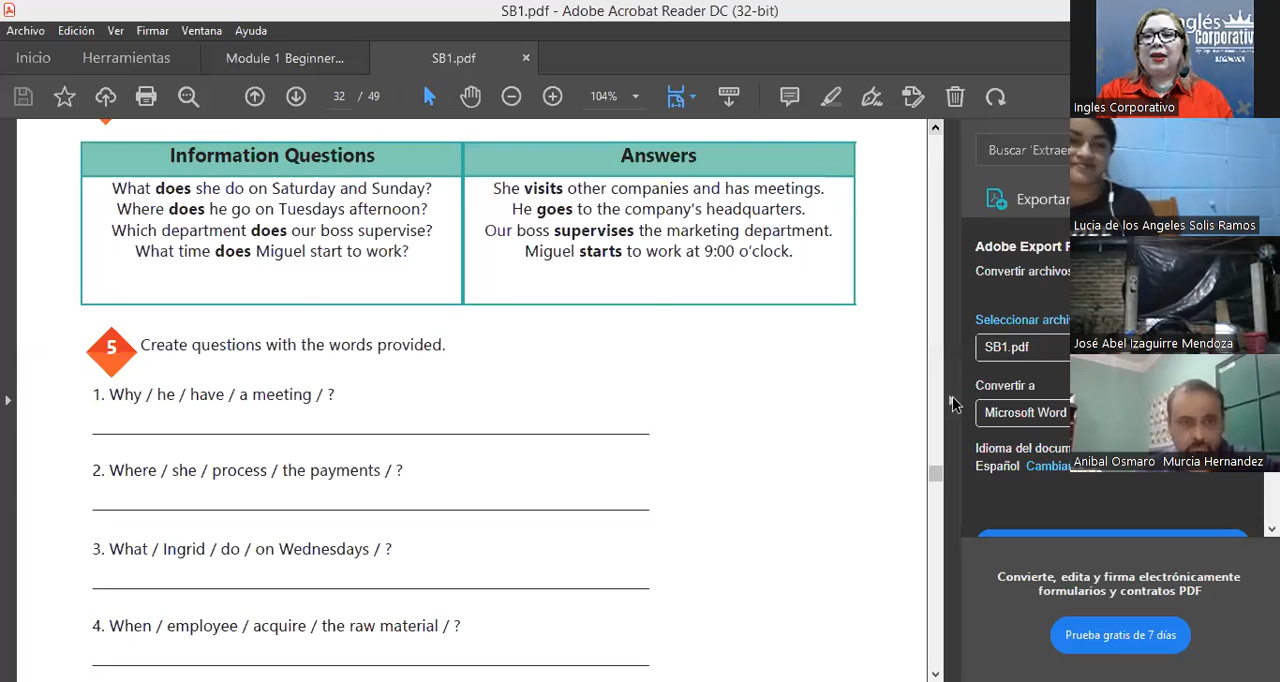 SB1.pdf - Adobe Acrobat Reader DC (32-bit)
Archivo Edición Ver Firmar Ventana Ayuda
Inicio Herramientas Module 1 Beginner... SB1.pdf ×
32 / 49 104%
Information Questions
What does she do on Saturday and Sunday?
Where does he go on Tuesdays afternoon?
Which department does our boss supervise?
What time does Miguel start to work?
Answers
She visits other companies and has meetings.
He goes to the company's headquarters.
Our boss supervises the marketing department.
Miguel starts to work at 9:00 o'clock.
5 Create questions with the words provided.
1. Why / he / have / a meeting / ?
2. Where / she / process / the payments / ?
3. What / Ingrid / do / on Wednesdays / ?
4. When / employee / acquire / the raw material / ?
Buscar 'Extraer
Exportar
Adobe Export P
Convertir archivos
Seleccionar archi
SB1.pdf
Convertir a
Microsoft Word
Idioma del docum
Español Cambiar
Convierte, edita y firma electrónicamente
formularios y contratos PDF
Prueba gratis de 7 días
Inglés
Corporativo
Ingles Corporativo
Lucia de los Angeles Solis Ramos
José Abel Izaguirre Mendoza
Anibal Osmaro Murcia Hernandez